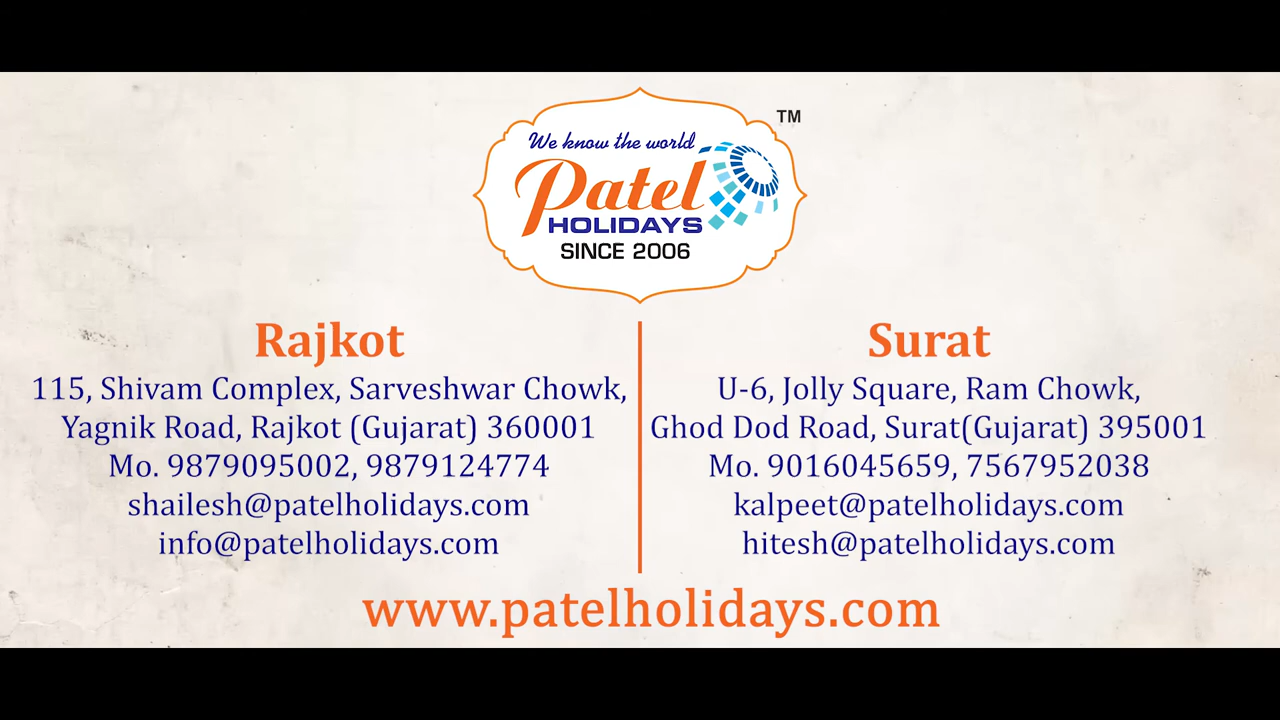 We know the world
TM
Patel
HOLIDAYS
SINCE 2006
Rajkot
115, Shivam Complex, Sarveshwar Chowk,
Yagnik Road, Rajkot (Gujarat) 360001
Mo. 9879095002, 9879124774
shailesh@patelholidays.com
info@patelholidays.com
Surat
U-6, Jolly Square, Ram Chowk,
Ghod Dod Road, Surat(Gujarat) 395001
Mo. 9016045659, 7567952038
kalpeet@patelholidays.com
hitesh@patelholidays.com
www.patelholidays.com